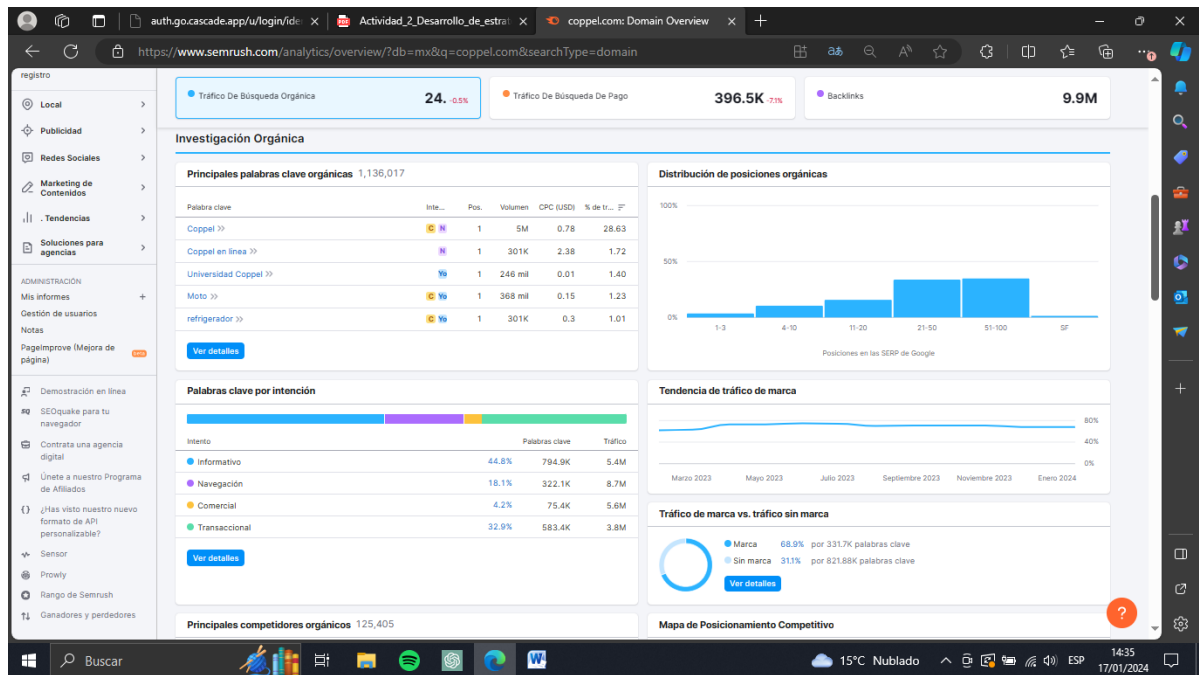 auth.go.cascade.app/u/login/ide
Actividad_2_Desarrollo_de_estrat
coppel.com: Domain Overview
https://www.semrush.com/analytics/overview/?db=mx&q=coppel.com&searchType=domain
registro
Local
Publicidad
Redes Sociales
Marketing de
Contenidos
. Tendencias
Soluciones para
agencias
ADMINISTRACIÓN
Mis informes +
Gestión de usuarios
Notas
PageImprove (Mejora de
página)
Demostración en línea
SEOquake para tu
navegador
Contrata una agencia
digital
Únete a nuestro Programa
de Afiliados
¿Has visto nuestro nuevo
formato de API
personalizable?
Sensor
Prowly
Rango de Semrush
Ganadores y perdedores
Tráfico De Búsqueda Orgánica 24. -0.5%
Tráfico De Búsqueda De Pago 396.5K -7.1%
Backlinks 9.9M
Investigación Orgánica
Principales palabras clave orgánicas 1,136,017
Palabra clave Inte... Pos. Volumen CPC (USD) % de tr...
Coppel C N 1 5M 0.78 28.63
Coppel en línea N 1 301K 2.38 1.72
Universidad Coppel Yo 1 246 mil 0.01 1.40
Moto C Yo 1 368 mil 0.15 1.23
refrigerador C Yo 1 301K 0.3 1.01
Ver detalles
Distribución de posiciones orgánicas
100%
50%
0%
1-3 4-10 11-20 21-50 51-100 SF
Posiciones en las SERP de Google
Palabras clave por intención
Intento Palabras clave Tráfico
Informativo 44.8% 794.9K 5.4M
Navegación 18.1% 322.1K 8.7M
Comercial 4.2% 75.4K 5.6M
Transaccional 32.9% 583.4K 3.8M
Ver detalles
Tendencia de tráfico de marca
80%
40%
0%
Marzo 2023 Mayo 2023 Julio 2023 Septiembre 2023 Noviembre 2023 Enero 2024
Tráfico de marca vs. tráfico sin marca
Marca 68.9% por 331.7K palabras clave
Sin marca 31.1% por 821.88K palabras clave
Ver detalles
Principales competidores orgánicos 125,405
Mapa de Posicionamiento Competitivo
?
Buscar
15°C Nublado
ESP
14:35
17/01/2024